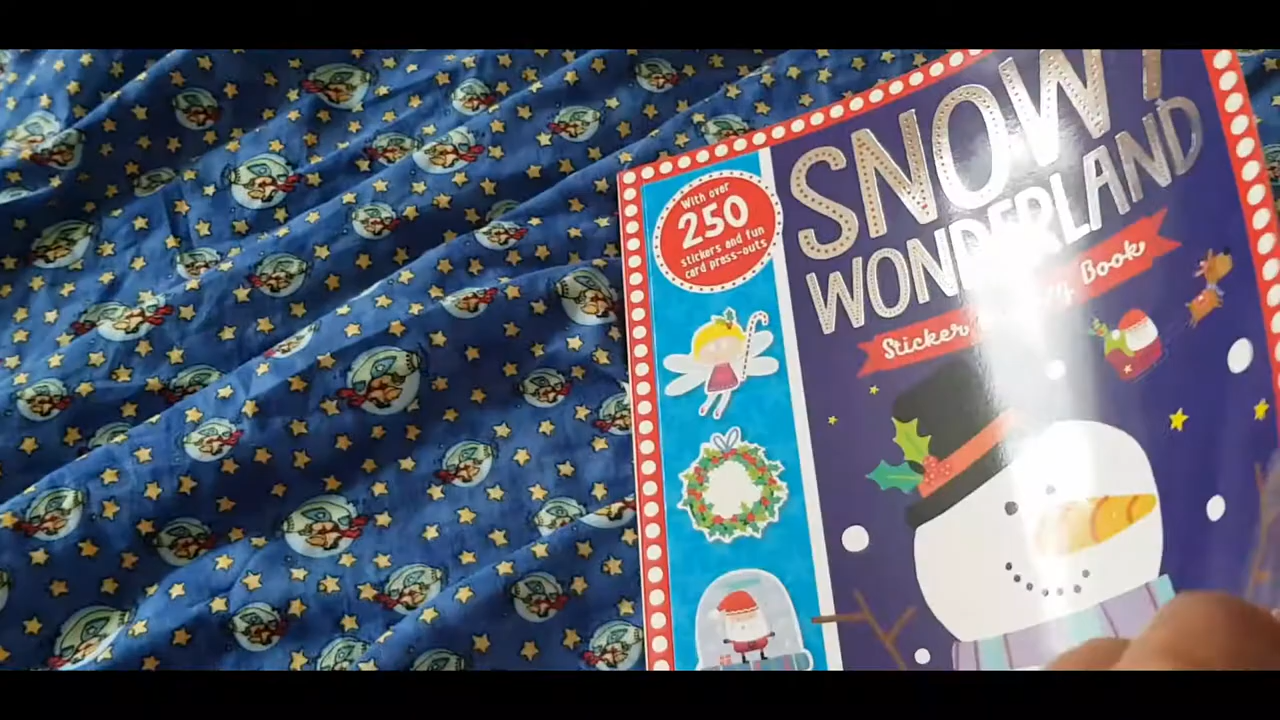 With over
250
stickers and fun
card press-outs
SNOWY
WONDERLAND
Sticker Book